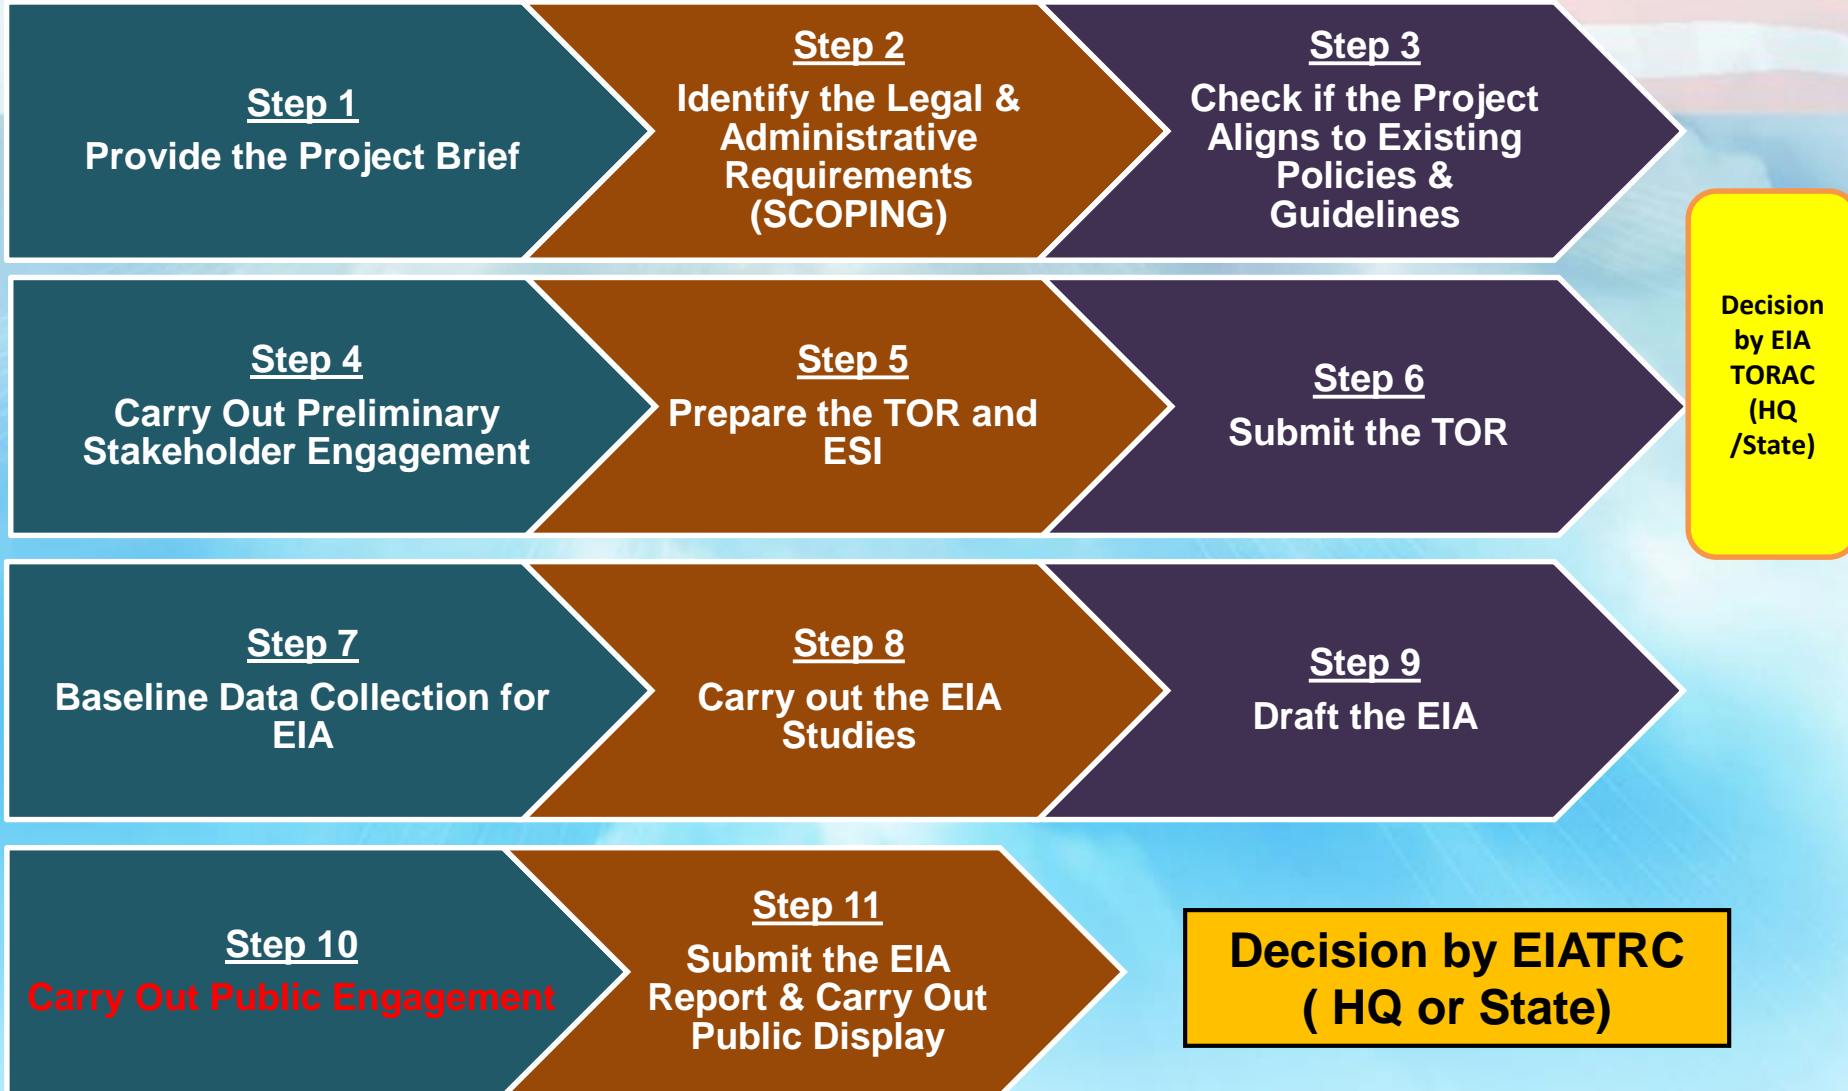 Step 1
Provide the Project Brief
Step 2
Identify the Legal &
Administrative
Requirements
(SCOPING)
Step 3
Check if the Project
Aligns to Existing
Policies &
Guidelines
Step 4
Carry Out Preliminary
Stakeholder Engagement
Step 5
Prepare the TOR and
ESI
Step 6
Submit the TOR
Decision
by EIA
TORAC
(HQ
/State)
Step 7
Baseline Data Collection for
EIA
Step 8
Carry out the EIA
Studies
Step 9
Draft the EIA
Step 10
Carry Out Public Engagement
Step 11
Submit the EIA
Report & Carry Out
Public Display
Decision by EIATRC
( HQ or State)